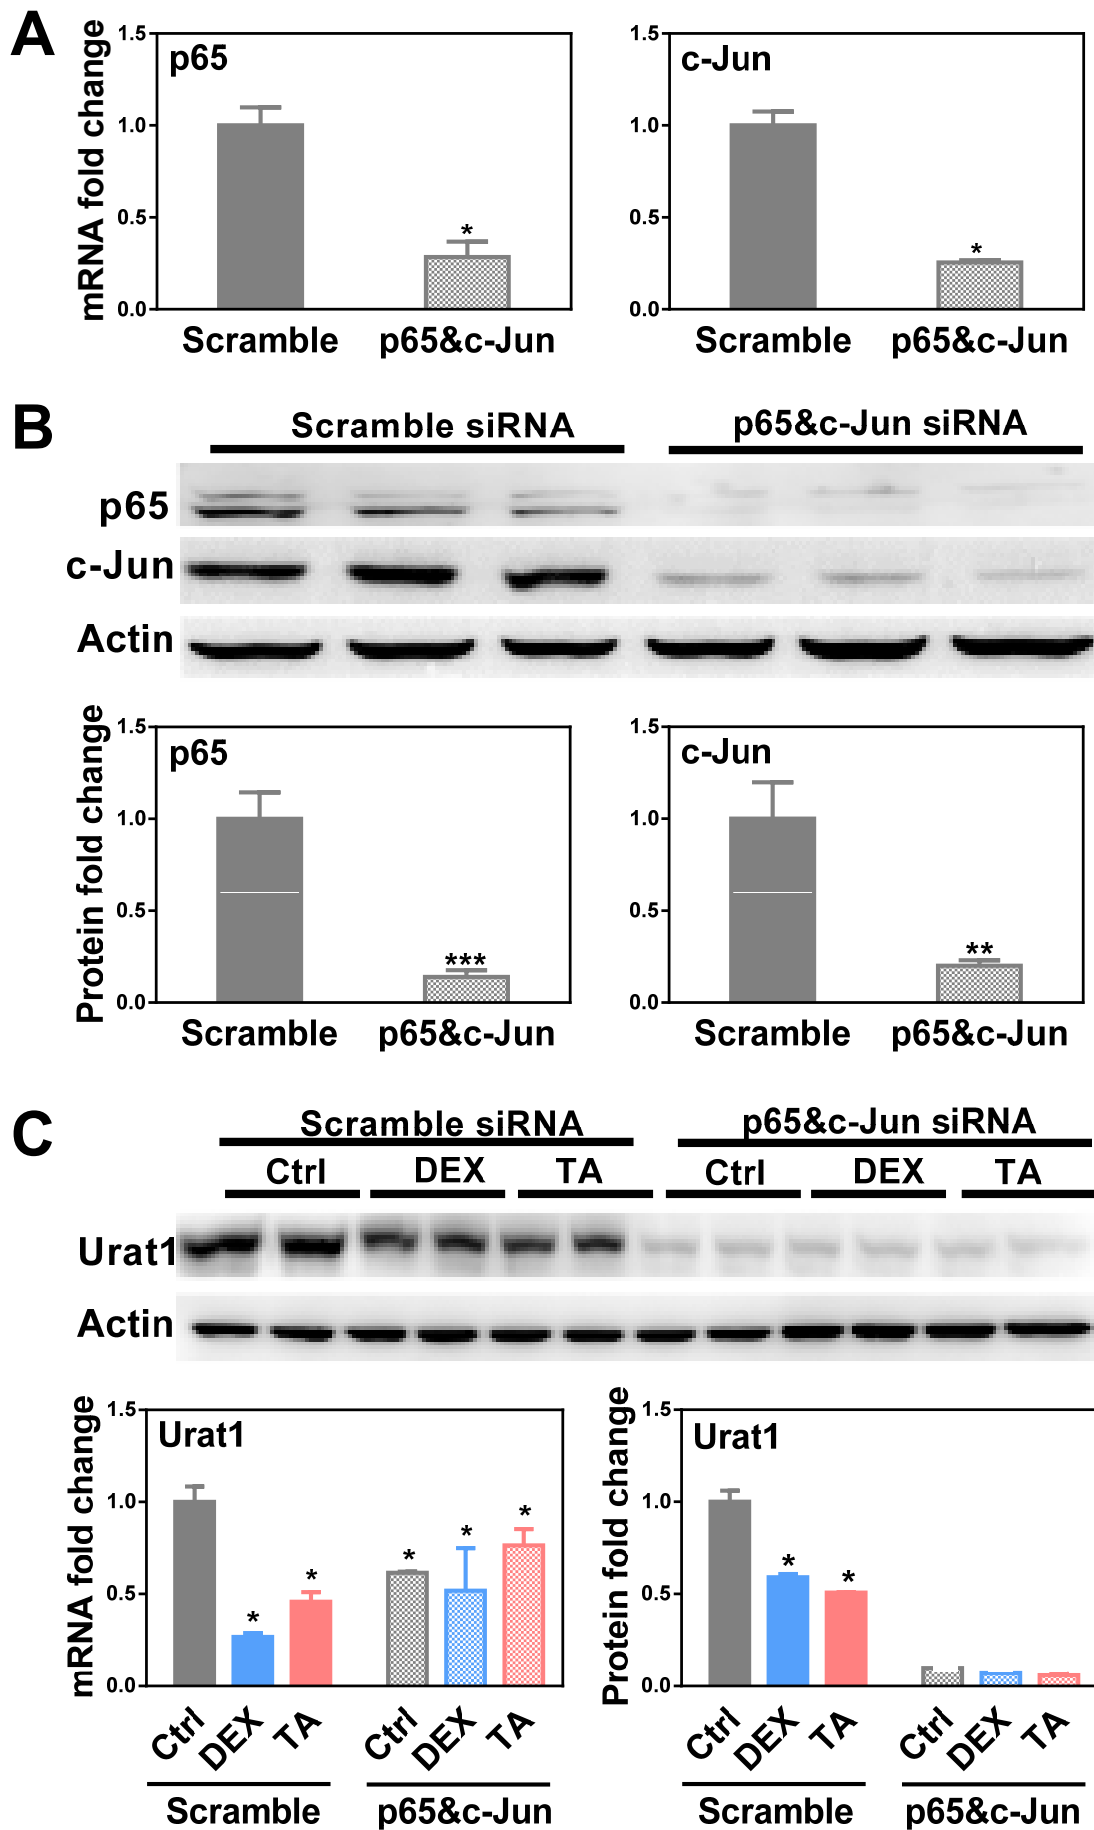 A
mRNA fold change
1.5
1.0
0.5
0.0
p65
*
Scramble
p65&c-Jun
1.5
1.0
0.5
0.0
c-Jun
*
Scramble
p65&c-Jun
B
Scramble siRNA
p65&c-Jun siRNA
p65
c-Jun
Actin
Protein fold change
1.5
1.0
0.5
0.0
p65
***
Scramble
p65&c-Jun
1.5
1.0
0.5
0.0
c-Jun
**
Scramble
p65&c-Jun
C
Scramble siRNA
p65&c-Jun siRNA
Ctrl DEX TA Ctrl DEX TA
Urat1
Actin
mRNA fold change
1.5
1.0
0.5
0.0
Urat1
* * * * *
Ctrl DEX TA Ctrl DEX TA
Scramble
p65&c-Jun
Protein fold change
1.5
1.0
0.5
0.0
Urat1
* *
Ctrl DEX TA Ctrl DEX TA
Scramble
p65&c-Jun